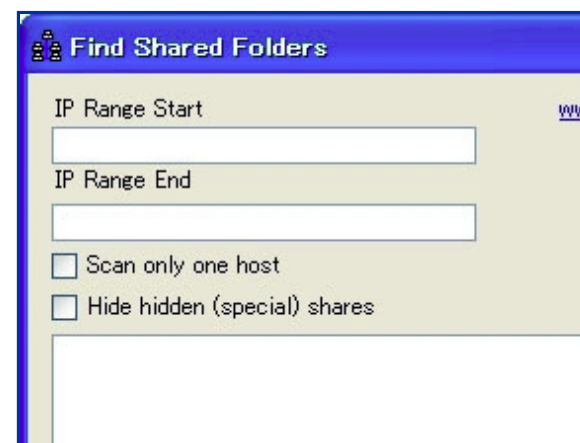 Find Shared Folders
IP Range Start
IP Range End
Scan only one host
Hide hidden (special) shares